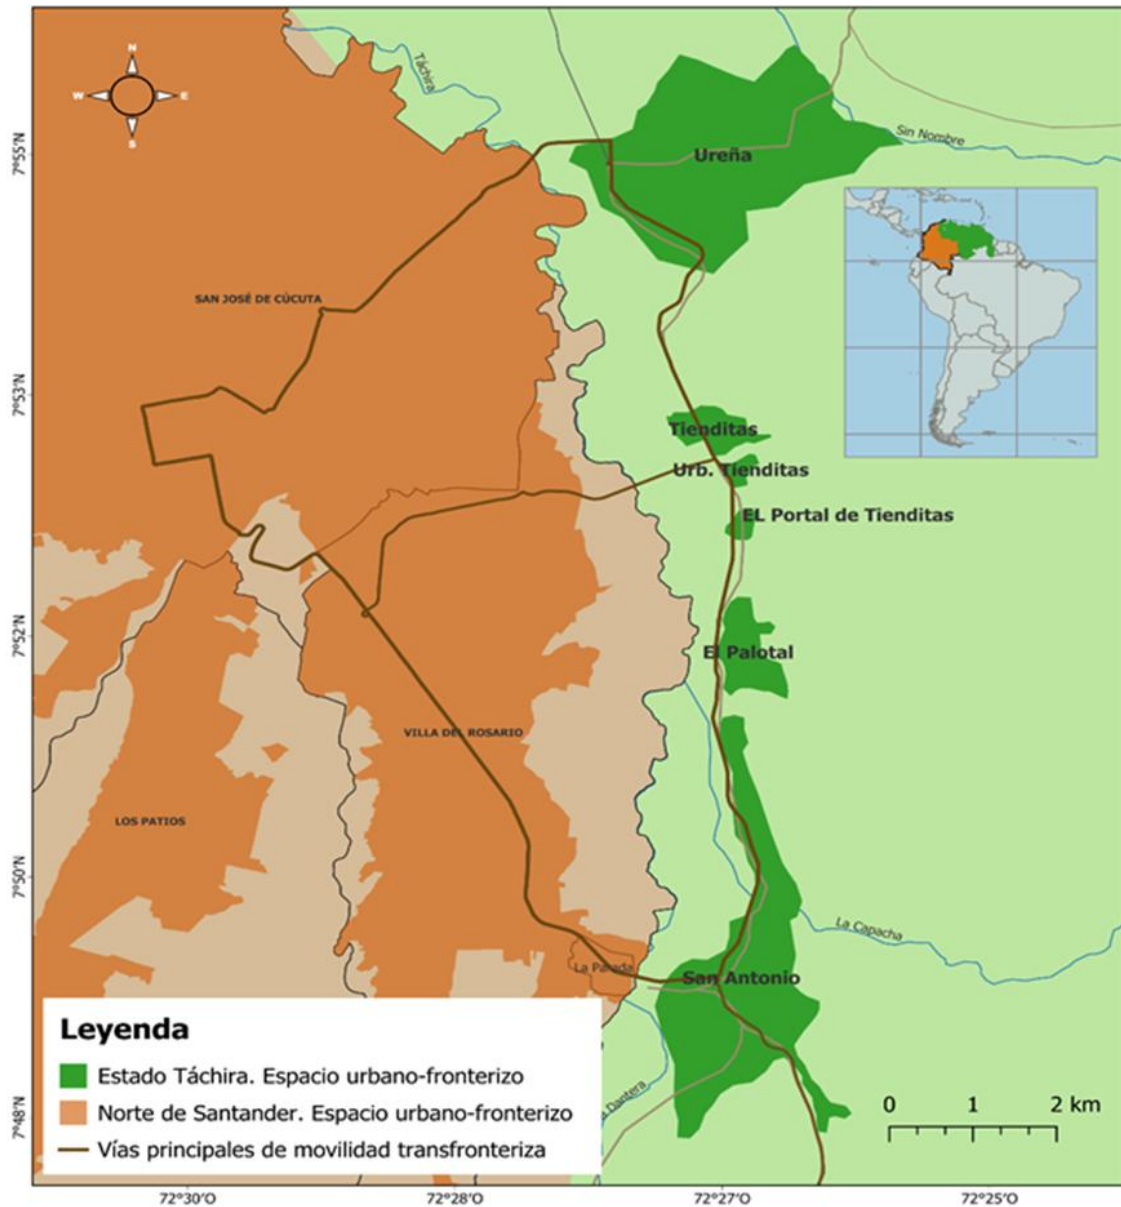 N
W
E
S
Táchira
Ureña
Sin Nombre
7°55'N
SAN JOSÉ DE CÚCUTA
7°53'N
Tienditas
Urb. Tienditas
EL Portal de Tienditas
7°52'N
El Palotal
VILLA DEL ROSARIO
LOS PATIOS
7°50'N
La Capacha
La Parada
San Antonio
Leyenda
Estado Táchira. Espacio urbano-fronterizo
Norte de Santander. Espacio urbano-fronterizo
Vías principales de movilidad transfronteriza
Dantera
7°48'N
0 1 2 km
72°30'O
72°28'O
72°27'O
72°25'O